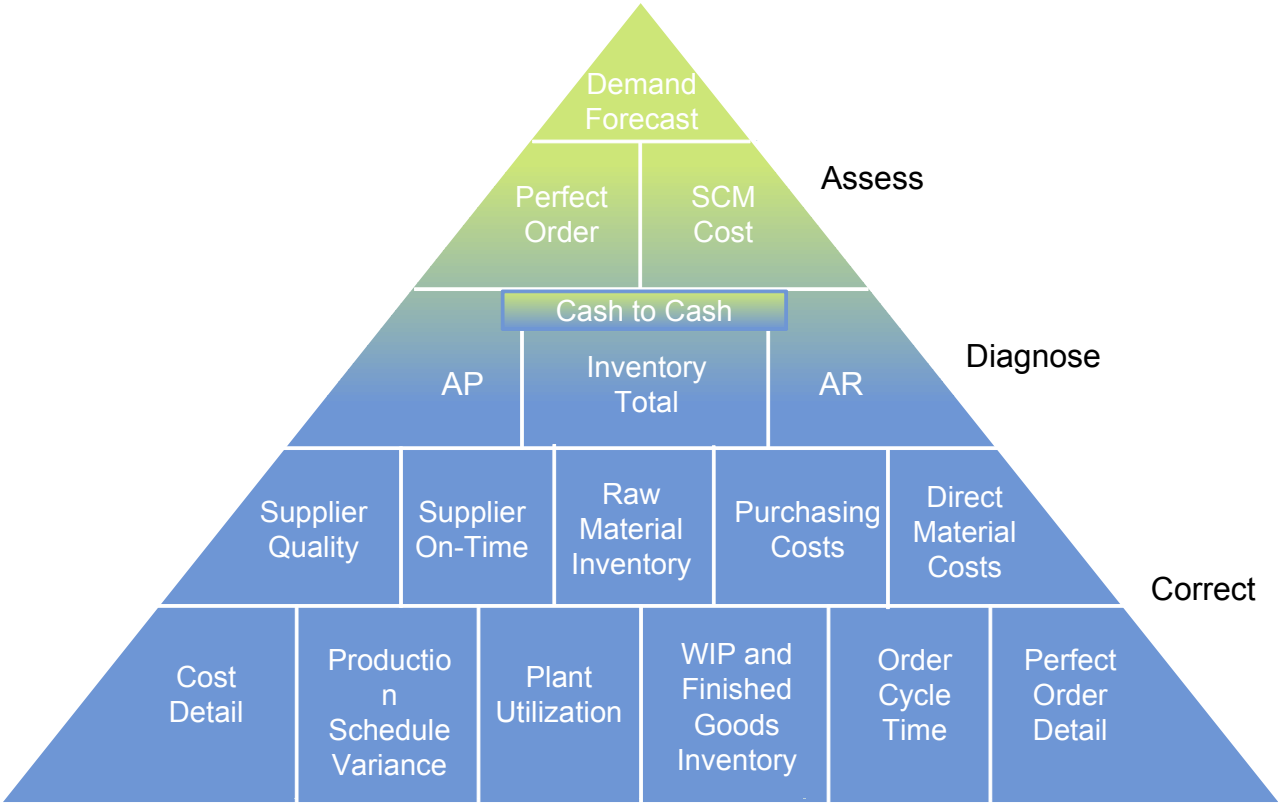 Demand
Forecast
Assess
Perfect
Order
SCM
Cost
Cash to Cash
Diagnose
AP
Inventory
Total
AR
Supplier
Quality
Supplier
On-Time
Raw
Material
Inventory
Purchasing
Costs
Direct
Material
Costs
Correct
Cost
Detail
Productio
n
Schedule
Variance
Plant
Utilization
WIP and
Finished
Goods
Inventory
Order
Cycle
Time
Perfect
Order
Detail